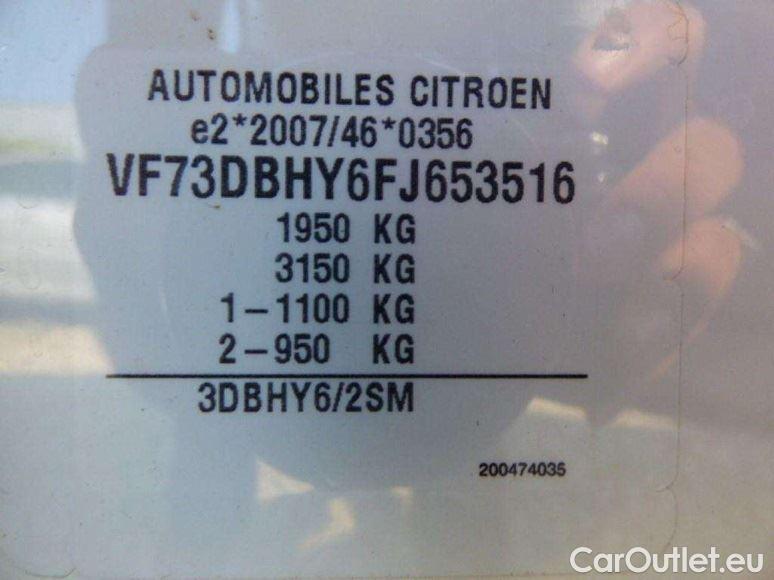 AUTOMOBILES CITROEN
e2*2007/46*0356
VF73DBHY6FJ653516
1950 KG
3150 KG
1-1100 KG
2-950 KG
3DBHY6/2SM
200474035
CarOutlet.eu